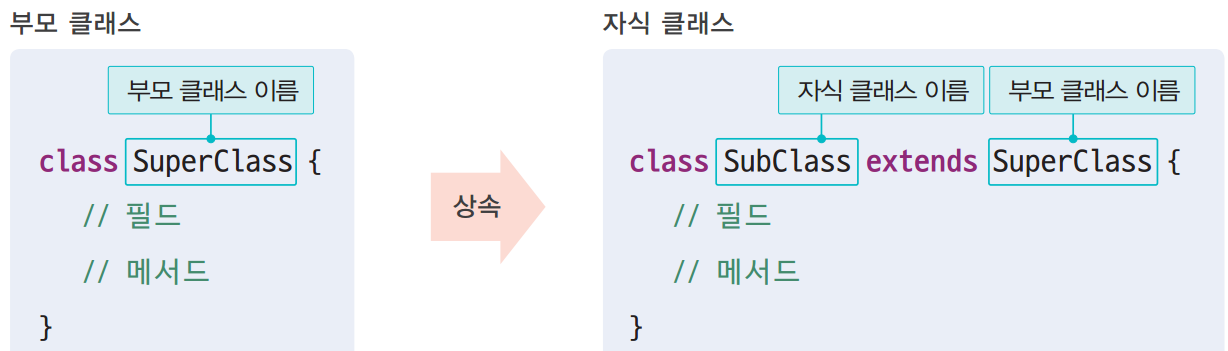 부모 클래스
부모 클래스 이름
class SuperClass {
// 필드
// 메서드
}
상속
자식 클래스
자식 클래스 이름
부모 클래스 이름
class SubClass extends SuperClass {
// 필드
// 메서드
}